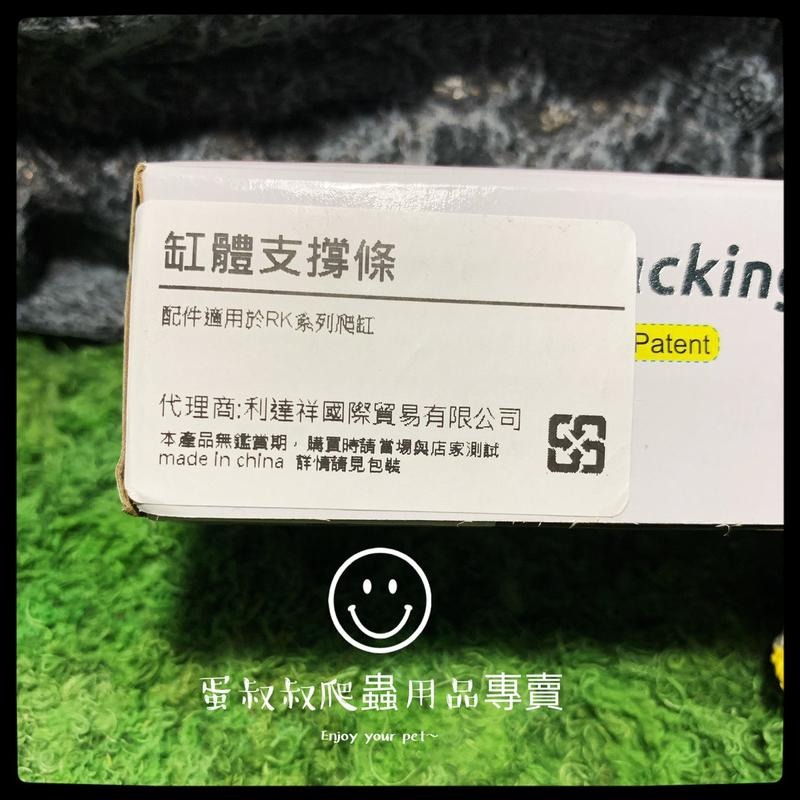 缸體支撐條
配件適用於RK系列爬缸
代理商:利達祥國際貿易有限公司
本產品無鑑賞期，購買時請當場與店家測試
made in china 詳情請見包裝
acking
Patent
蛋叔叔爬蟲用品專賣
Enjoy your pet~